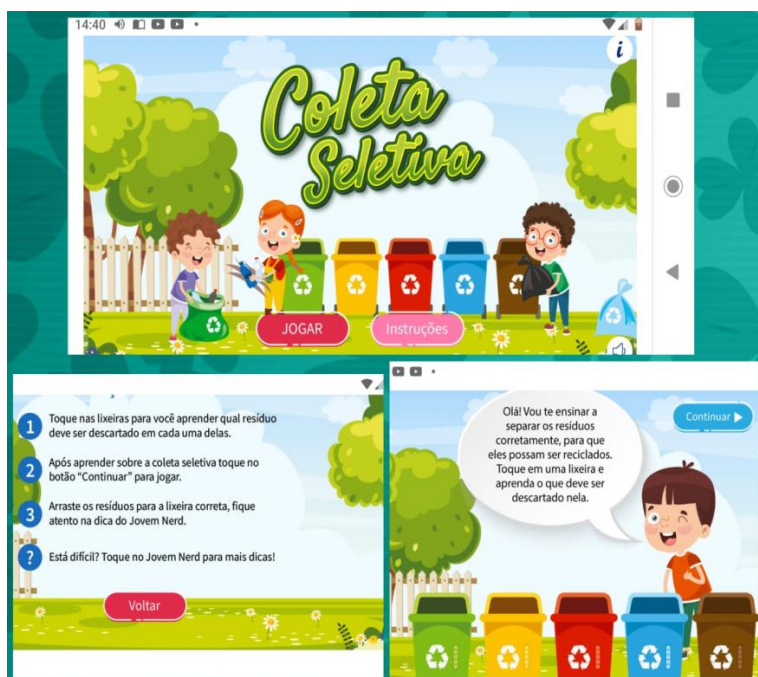 14:40
i
Coleta
Seletiva
JOGAR
Instruções
1 Toque nas lixeiras para você aprender qual resíduo
deve ser descartado em cada uma delas.
2 Após aprender sobre a coleta seletiva toque no
botão “Continuar” para jogar.
3 Arraste os resíduos para a lixeira correta, fique
atento na dica do Jovem Nerd.
? Está difícil? Toque no Jovem Nerd para mais dicas!
Voltar
Olá! Vou te ensinar a
separar os resíduos
corretamente, para que
eles possam ser reciclados.
Toque em uma lixeira e
aprenda o que deve ser
descartado nela.
Continuar